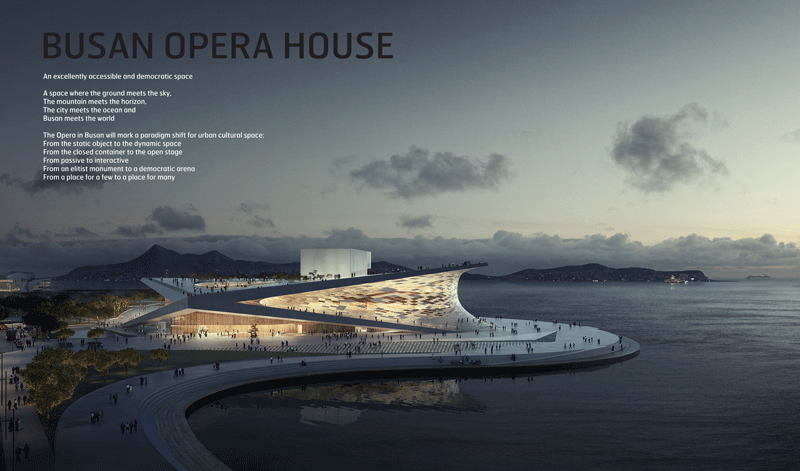 BUSAN OPERA HOUSE
An excellently accessible and democratic space
A space where the ground meets the sky,
The mountain meets the horizon,
The city meets the ocean and
Busan meets the world
The Opera in Busan will mark a paradigm shift for urban cultural space:
From the static object to the dynamic space
From the closed container to the open stage
From passive to interactive
From an elitist monument to a democratic arena
From a place for a few to a place for many